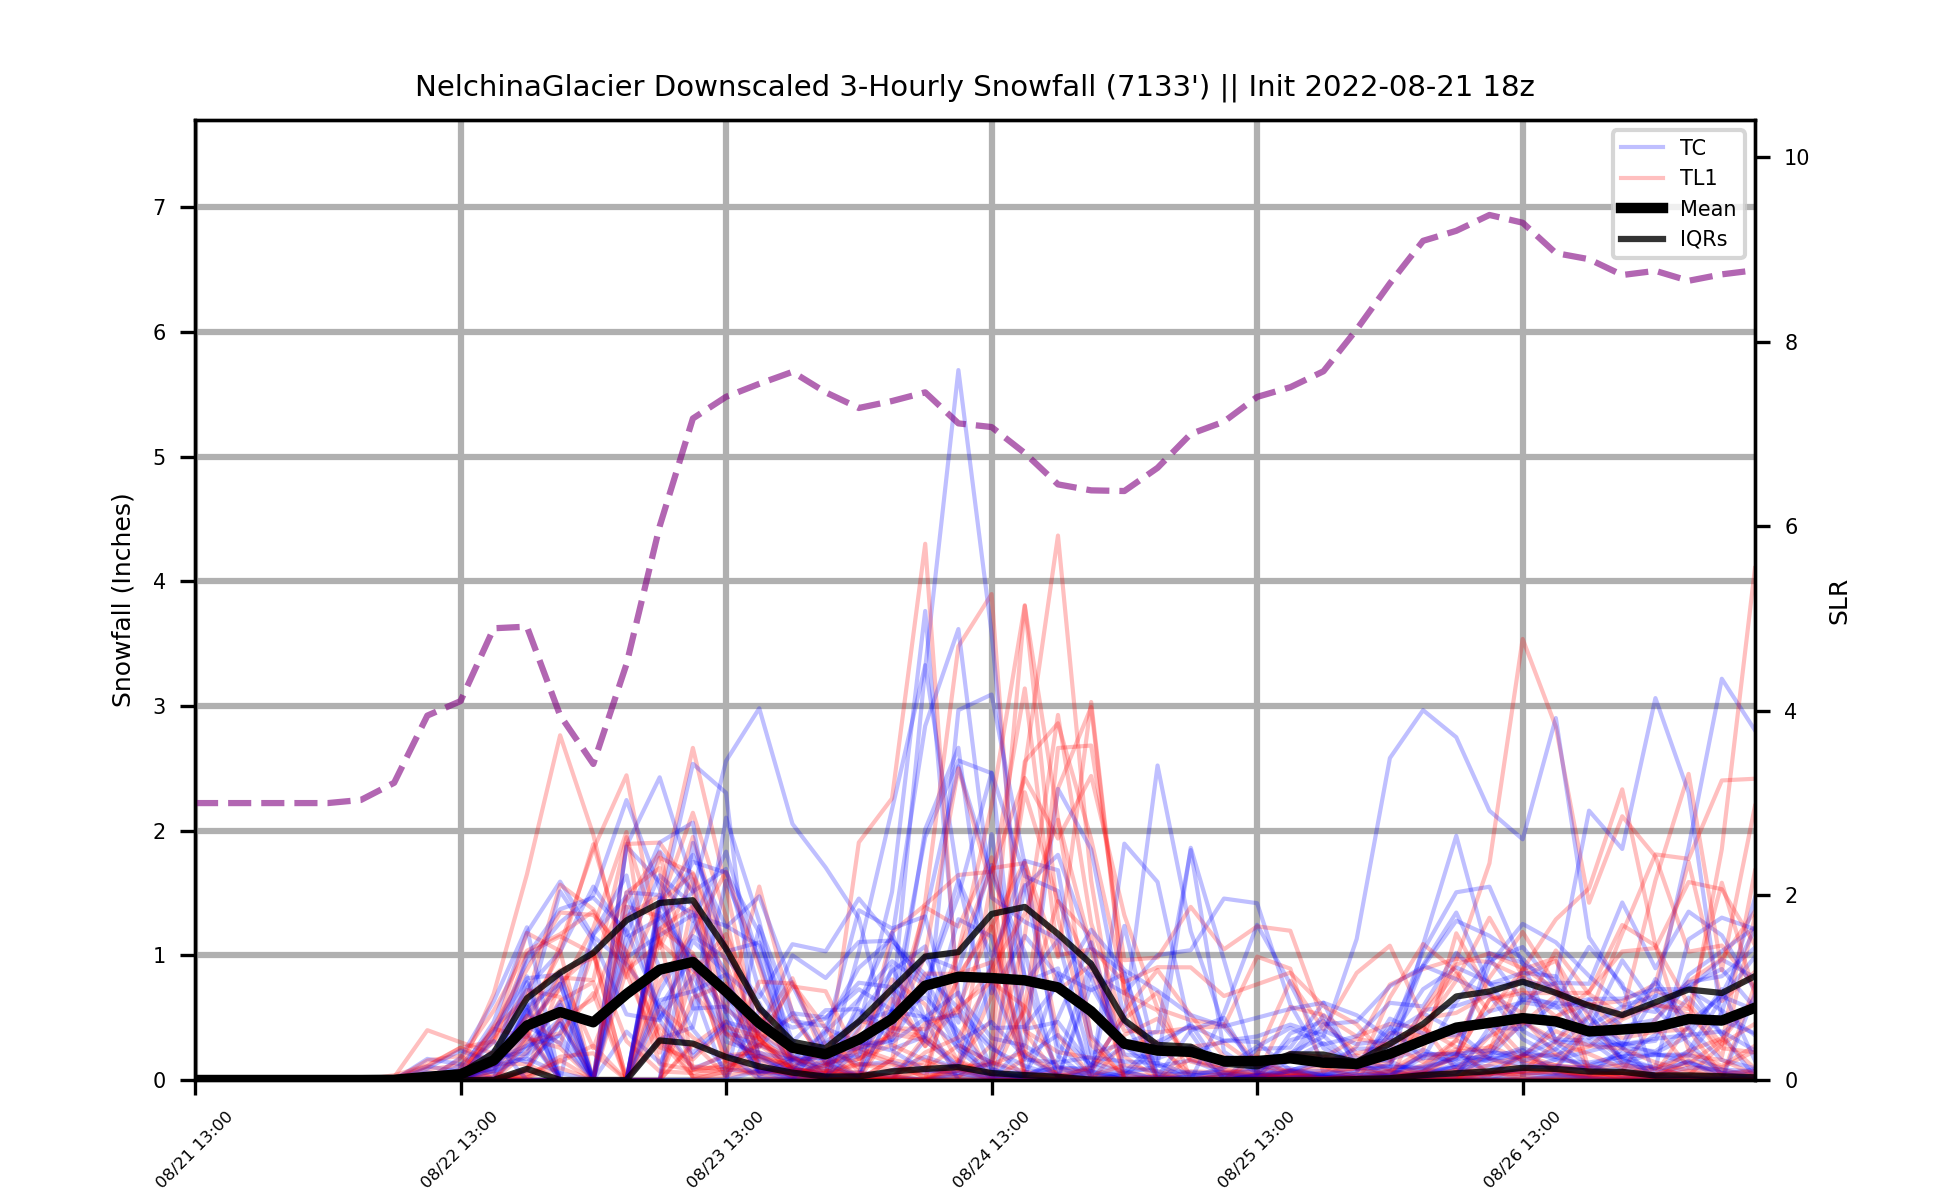 NelchinaGlacier Downscaled 3-Hourly Snowfall (7133') || Init 2022-08-21 18z
TC
TL1
Mean
IQRs
Snowfall (Inches)
7
6
5
4
3
2
1
0
SLR
10
8
6
4
2
0
08/21 13:00
08/22 13:00
08/23 13:00
08/24 13:00
08/25 13:00
08/26 13:00